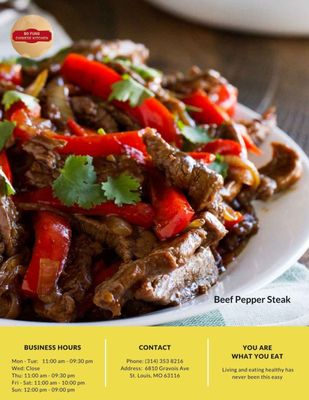 SO FUNG
CHINESE KITCHEN
Beef Pepper Steak
BUSINESS HOURS
Mon - Tue: 11:00 am - 09:30 pm
Wed: Close
Thu: 11:00 am - 09:30 pm
Fri - Sat: 11:00 am - 10:00 pm
Sun: 12:00 pm - 09:00 pm
CONTACT
Phone: (314) 353 8216
Address: 6810 Gravois Ave
St. Louis, MO 63116
YOU ARE
WHAT YOU EAT
Living and eating healthy has
never been this easy